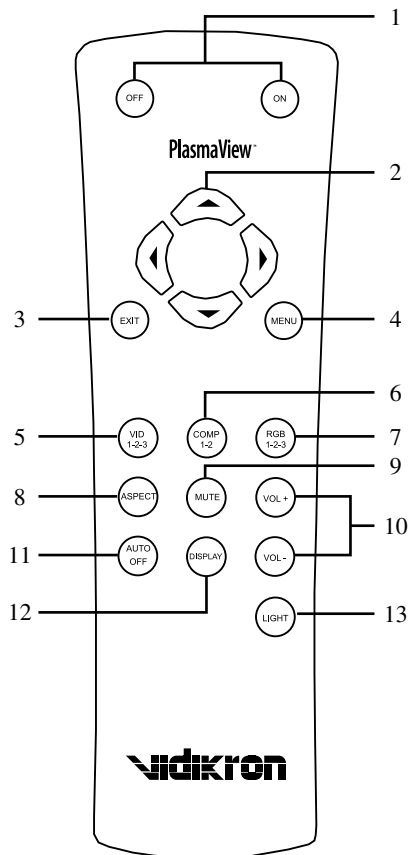 1
OFF
ON
PlasmaView™
2
3
EXIT
MENU
4
6
5
VID
1-2-3
COMP
1-2
RGB
1-2-3
7
9
8
ASPECT
MUTE
VOL +
10
11
AUTO
OFF
DISPLAY
VOL -
12
LIGHT
13
vidikron